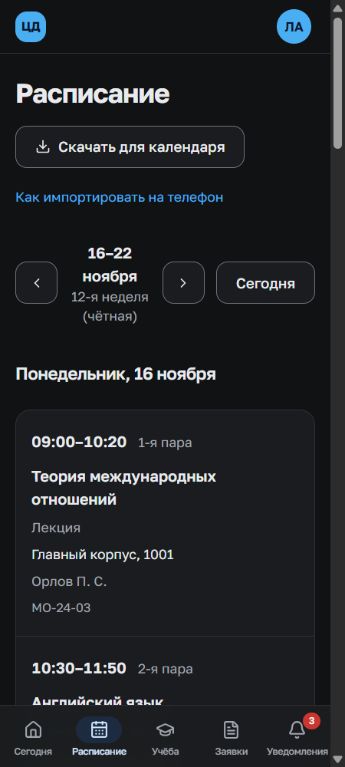 ЦД
ЛА
Расписание
Скачать для календаря
Как импортировать на телефон
16–22
ноября
12-я неделя
(чётная)
Сегодня
Понедельник, 16 ноября
09:00–10:20 1-я пара
Теория международных
отношений
Лекция
Главный корпус, 1001
Орлов П. С.
МО-24-03
10:30–11:50 2-я пара
Английский язык
3
Сегодня Расписание Учёба Заявки Уведомления